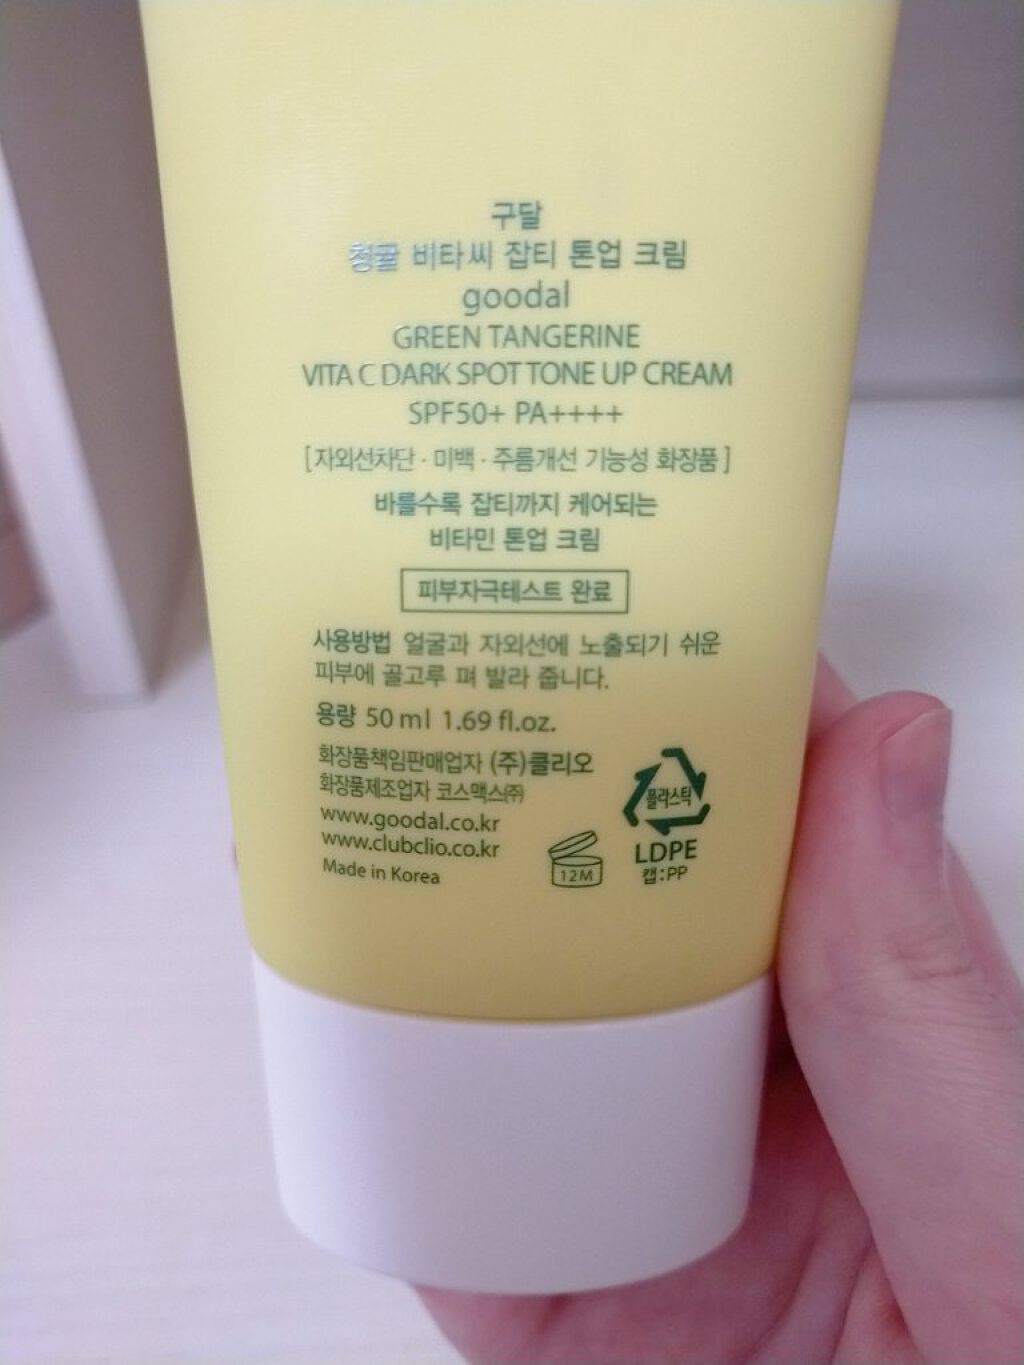 구달
청귤 비타씨 잡티 톤업 크림
goodal
GREEN TANGERINE
VITA C DARK SPOT TONE UP CREAM
SPF50+ PA++++
[자외선차단·미백·주름개선 기능성 화장품]
바를수록 잡티까지 케어되는
비타민 톤업 크림
피부자극테스트 완료
사용방법 얼굴과 자외선에 노출되기 쉬운
피부에 골고루 펴 발라 줍니다.
용량 50 ml 1.69 fl.oz.
화장품책임판매업자 (주)클리오
화장품제조업자 코스맥스㈜
www.goodal.co.kr
www.clubclio.co.kr
Made in Korea
12M
플라스틱
LDPE
캡:PP